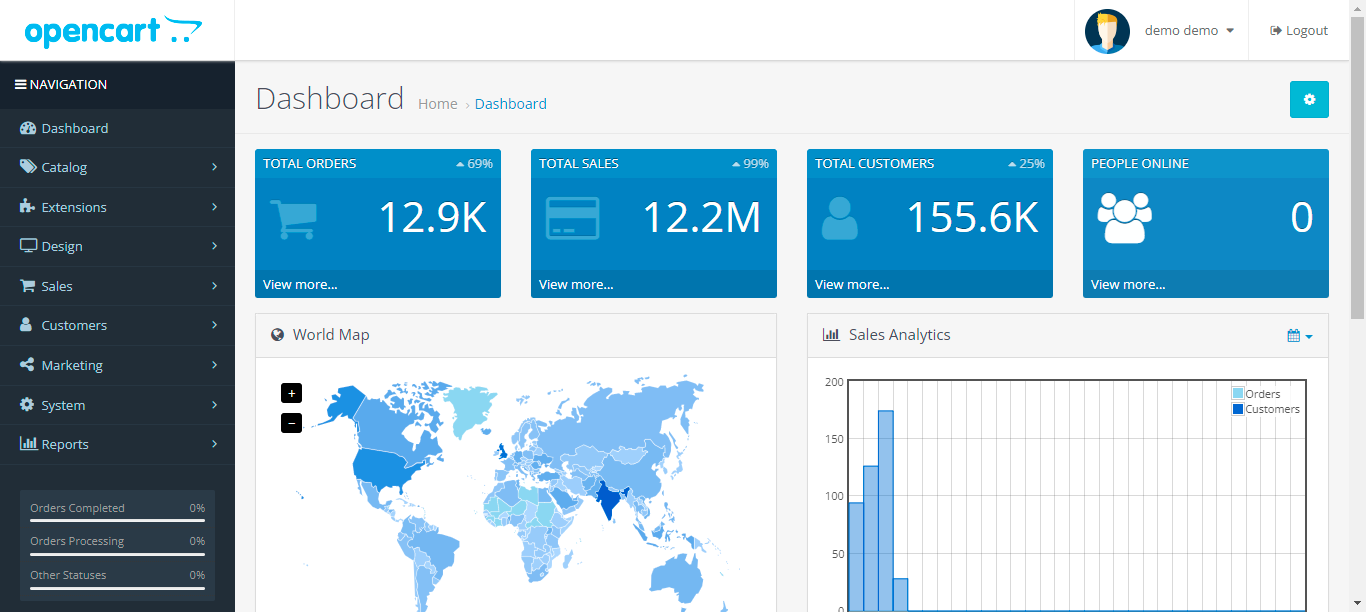 opencart
demo demo
Logout
NAVIGATION
Dashboard
Catalog
Extensions
Design
Sales
Customers
Marketing
System
Reports
Orders Completed 0%
Orders Processing 0%
Other Statuses 0%
Dashboard
Home › Dashboard
TOTAL ORDERS 69%
12.9K
View more...
TOTAL SALES 99%
12.2M
View more...
TOTAL CUSTOMERS 25%
155.6K
View more...
PEOPLE ONLINE
0
View more...
World Map
+
−
Sales Analytics
200
150
100
50
0
Orders
Customers